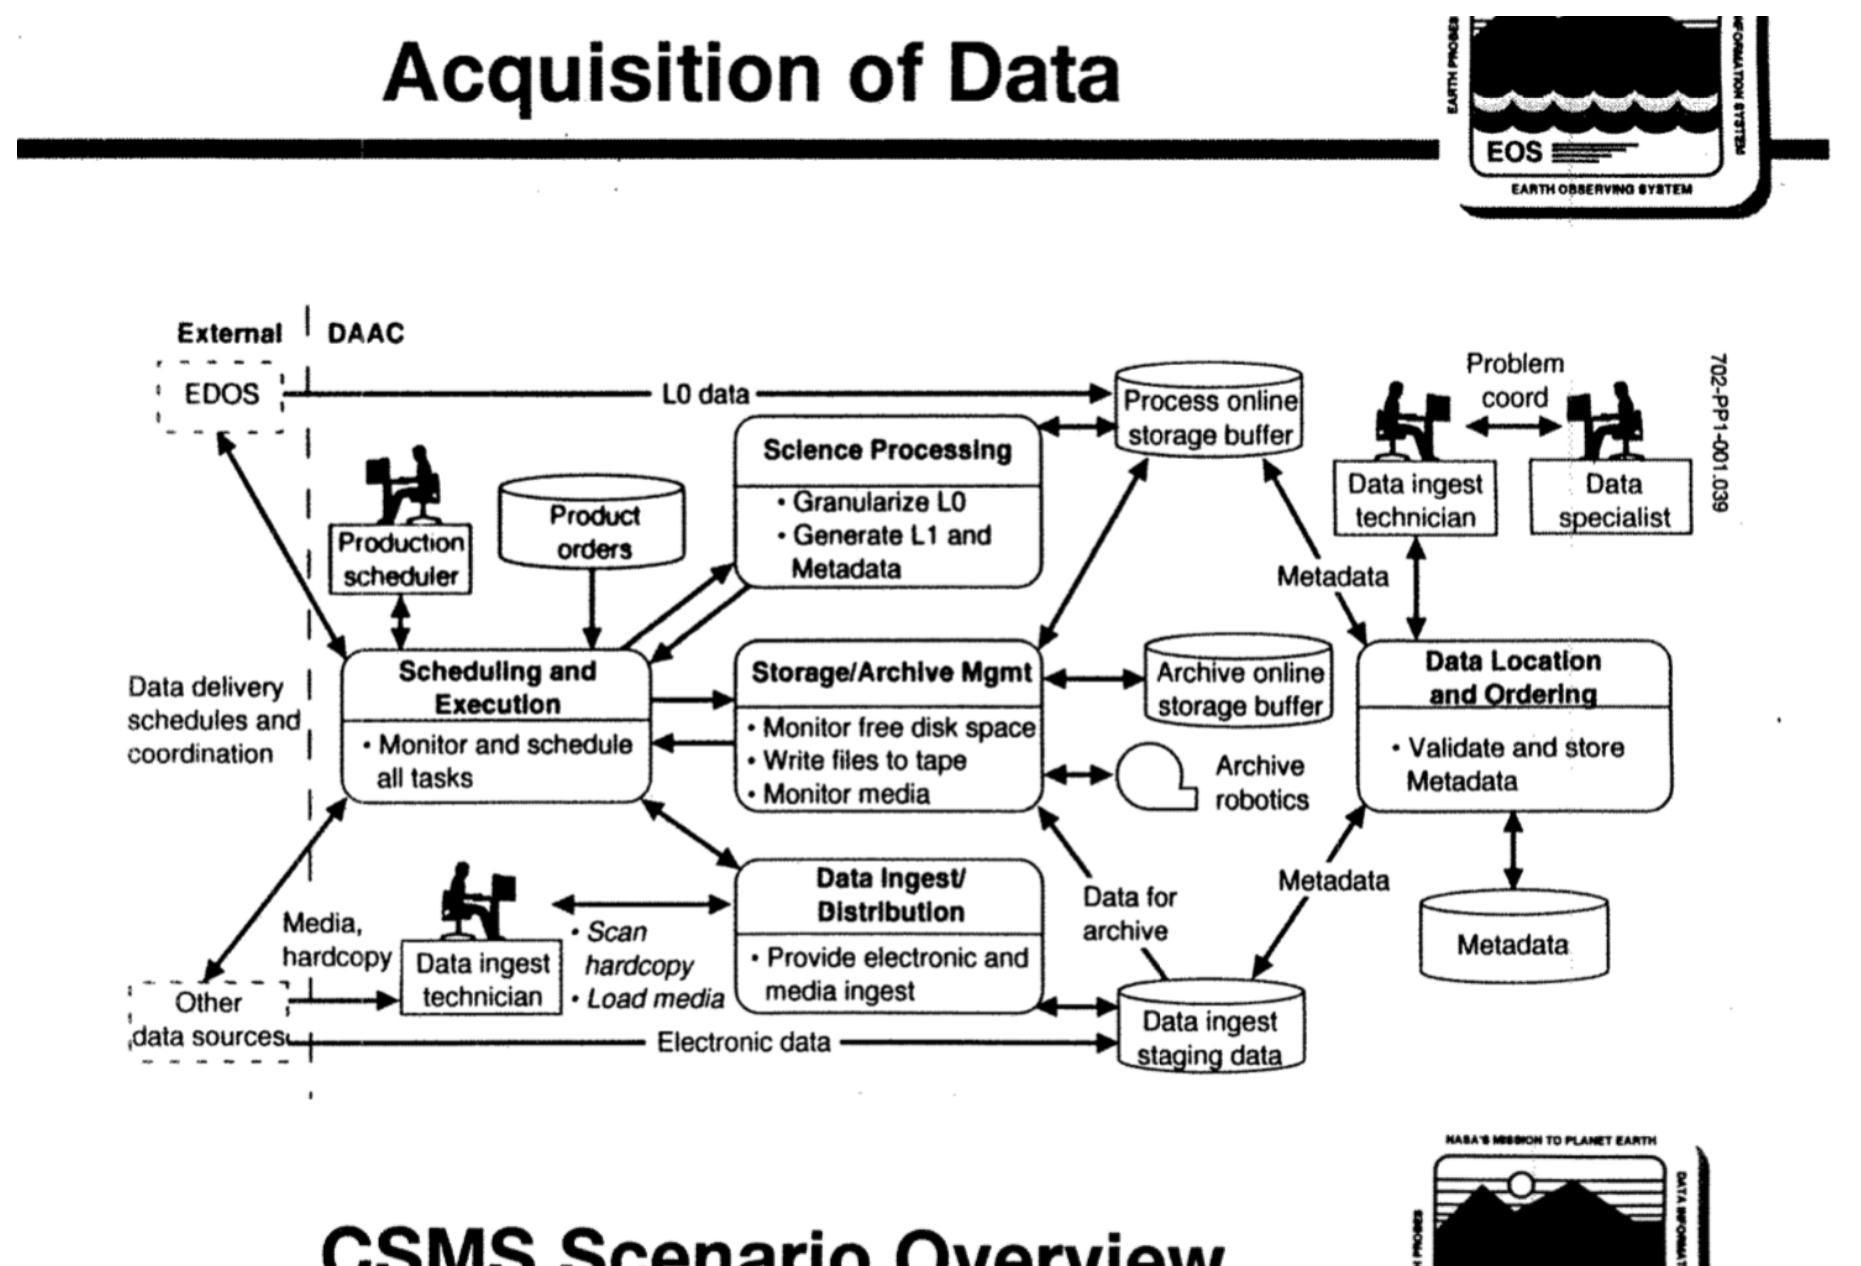 Acquisition of Data
EARTH PROBES
EOS
EARTH OBSERVING SYSTEM
External
DAAC
EDOS
L0 data
Process online
storage buffer
Problem
coord
Data ingest
technician
Data
specialist
702-PP1-001.039
Science Processing
• Granularize L0
• Generate L1 and
Metadata
Production
scheduler
Product
orders
Metadata
Data delivery
schedules and
coordination
Scheduling and
Execution
• Monitor and schedule
all tasks
Storage/Archive Mgmt
• Monitor free disk space
• Write files to tape
• Monitor media
Archive online
storage buffer
Archive
robotics
Data Location
and Ordering
• Validate and store
Metadata
Media,
hardcopy
Data ingest
technician
• Scan
hardcopy
• Load media
Data Ingest/
Distribution
• Provide electronic and
media ingest
Data for
archive
Metadata
Metadata
Other
data sources
Electronic data
Data ingest
staging data
NASA'S MISSION TO PLANET EARTH
CSMS Scenario Overview